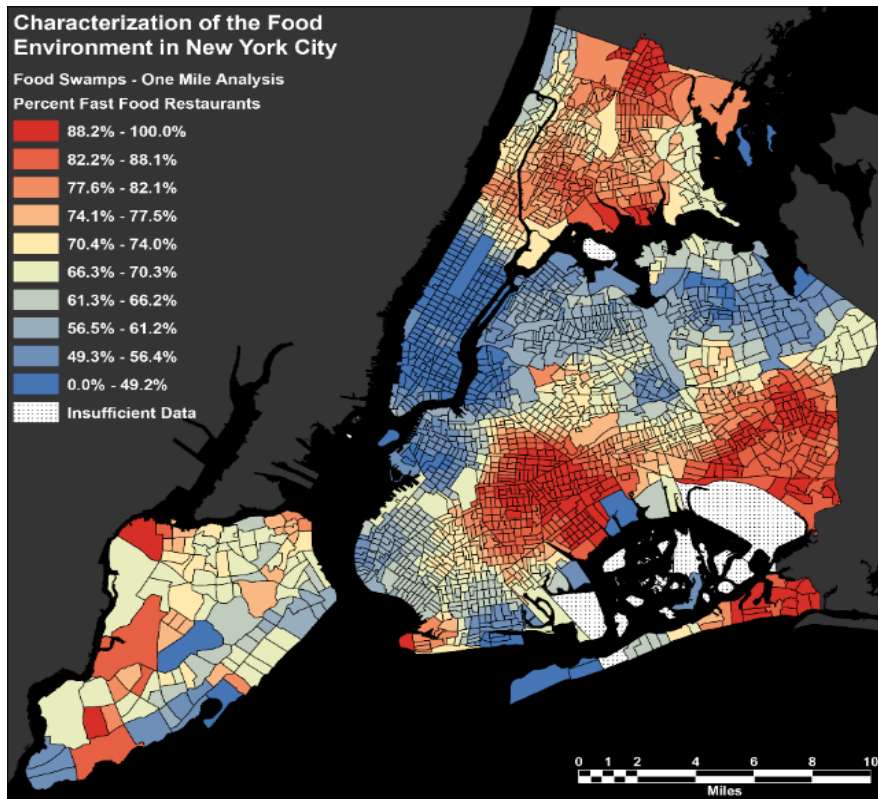 Characterization of the Food
Environment in New York City
Food Swamps - One Mile Analysis
Percent Fast Food Restaurants
88.2% - 100.0%
82.2% - 88.1%
77.6% - 82.1%
74.1% - 77.5%
70.4% - 74.0%
66.3% - 70.3%
61.3% - 66.2%
56.5% - 61.2%
49.3% - 56.4%
0.0% - 49.2%
Insufficient Data
0 1 2 4 6 8 10
Miles